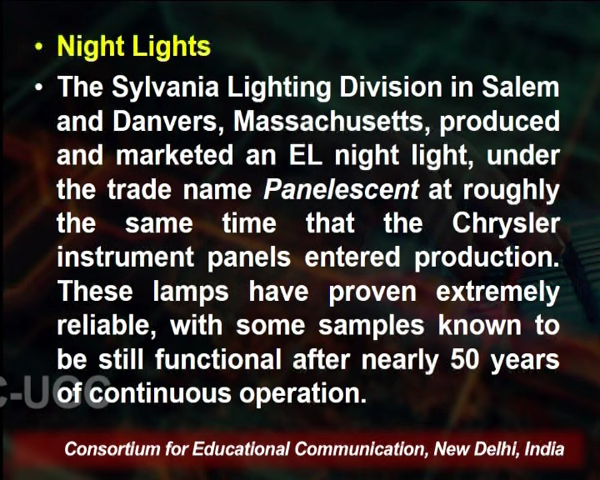 • Night Lights
• The Sylvania Lighting Division in Salem
and Danvers, Massachusetts, produced
and marketed an EL night light, under
the trade name Panelescent at roughly
the same time that the Chrysler
instrument panels entered production.
These lamps have proven extremely
reliable, with some samples known to
be still functional after nearly 50 years
of continuous operation.
C-UGC
Consortium for Educational Communication, New Delhi, India